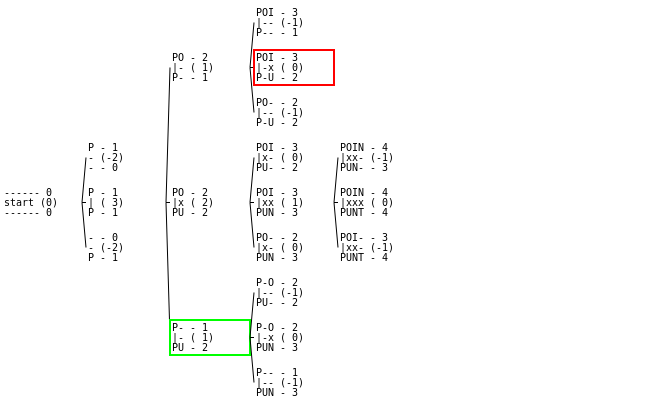 ------ 0
start (0)
------ 0
P - 1
- (-2)
- - 0
P - 1
| ( 3)
P - 1
- - 0
- (-2)
P - 1
PO - 2
|- ( 1)
P- - 1
PO - 2
|x ( 2)
PU - 2
P- - 1
|- ( 1)
PU - 2
POI - 3
|-- (-1)
P-- - 1
POI - 3
|-x ( 0)
P-U - 2
PO- - 2
|-- (-1)
P-U - 2
POI - 3
|x- ( 0)
PU- - 2
POI - 3
|xx ( 1)
PUN - 3
PO- - 2
|x- ( 0)
PUN - 3
P-O - 2
|-- (-1)
PU- - 2
P-O - 2
|-x ( 0)
PUN - 3
P-- - 1
|-- (-1)
PUN - 3
POIN - 4
|xx- (-1)
PUN- - 3
POIN - 4
|xxx ( 0)
PUNT - 4
POI- - 3
|xx- (-1)
PUNT - 4